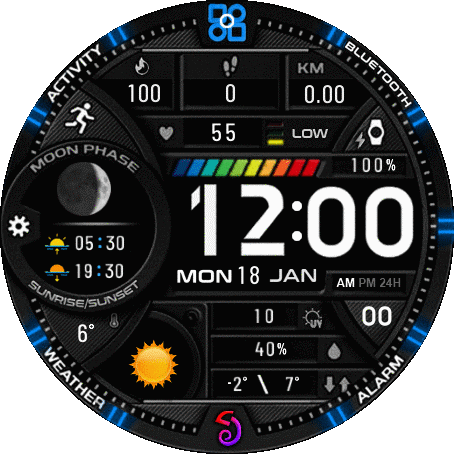 ACTIVITY
BLUETOOTH
KM
100
0
0.00
55
LOW
100%
MOON PHASE
12:00
05:30
19:30
MON 18 JAN
AM PM 24H
SUNRISE/SUNSET
6°
10
UV
00
40%
-2° \ 7°
WEATHER
ALARM